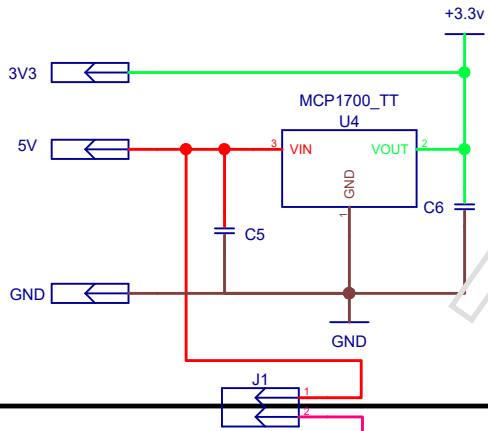 +3.3v
3V3
MCP1700_TT
U4
5V
3
VIN
VOUT
2
GND
1
C5
C6
GND
GND
J1
1
2